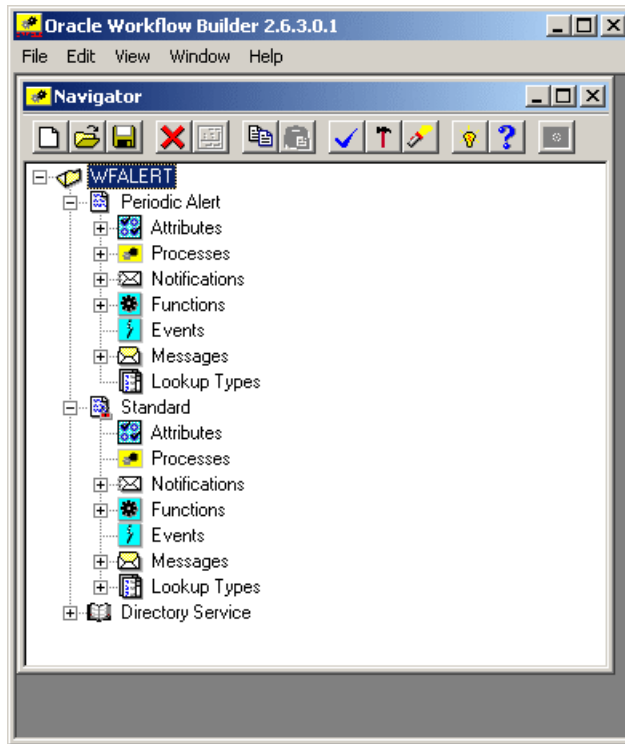 Oracle Workflow Builder 2.6.3.0.1
File Edit View Window Help
Navigator
WFALERT
Periodic Alert
Attributes
Processes
Notifications
Functions
Events
Messages
Lookup Types
Standard
Attributes
Processes
Notifications
Functions
Events
Messages
Lookup Types
Directory Service